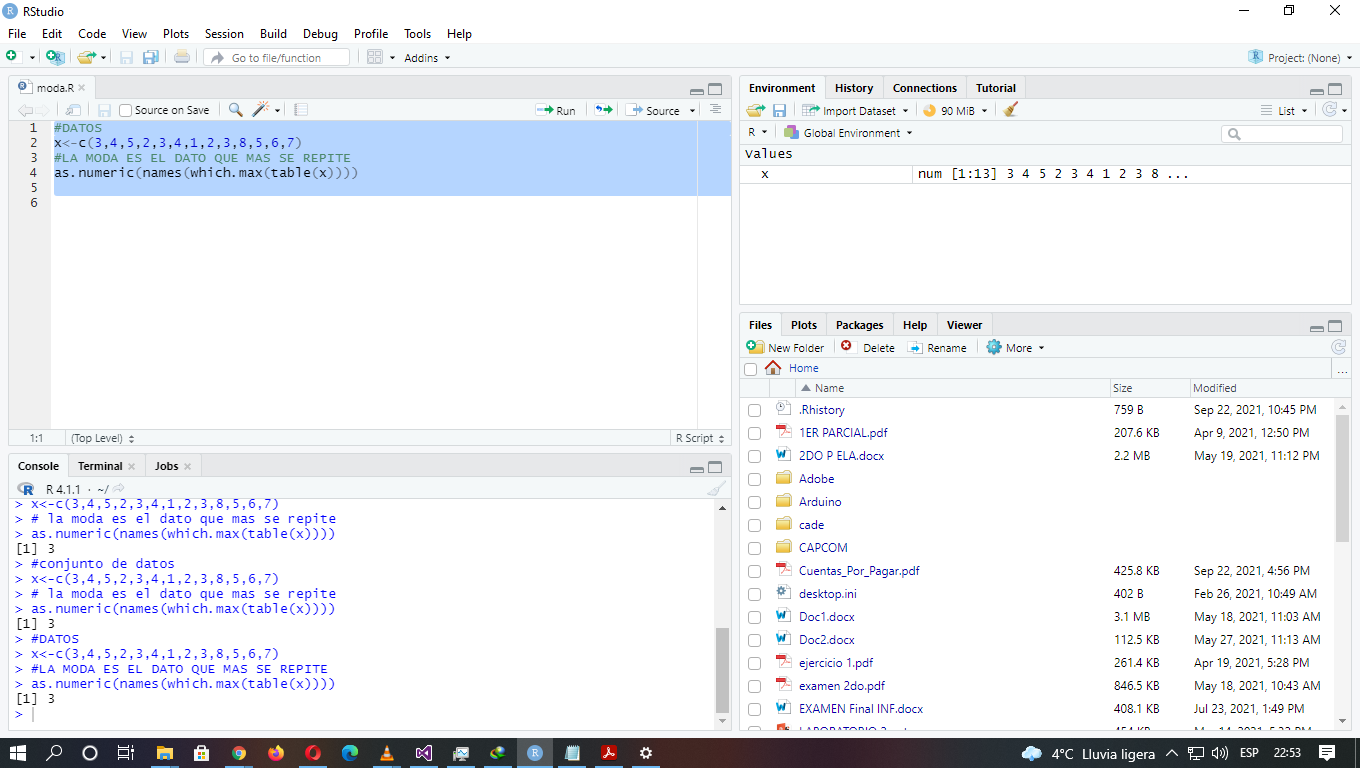 RStudio
File Edit Code View Plots Session Build Debug Profile Tools Help
Go to file/function Addins Project: (None)
moda.R
Source on Save Run Source
1 #DATOS
2 x<-c(3,4,5,2,3,4,1,2,3,8,5,6,7)
3 #LA MODA ES EL DATO QUE MAS SE REPITE
4 as.numeric(names(which.max(table(x))))
5
6
1:1 (Top Level) R Script
Console Terminal Jobs
R 4.1.1 · ~/
> x<-c(3,4,5,2,3,4,1,2,3,8,5,6,7)
> # la moda es el dato que mas se repite
> as.numeric(names(which.max(table(x))))
[1] 3
> #conjunto de datos
> x<-c(3,4,5,2,3,4,1,2,3,8,5,6,7)
> # la moda es el dato que mas se repite
> as.numeric(names(which.max(table(x))))
[1] 3
> #DATOS
> x<-c(3,4,5,2,3,4,1,2,3,8,5,6,7)
> #LA MODA ES EL DATO QUE MAS SE REPITE
> as.numeric(names(which.max(table(x))))
[1] 3
>
Environment History Connections Tutorial
Import Dataset 90 MiB List
R Global Environment
Values
x num [1:13] 3 4 5 2 3 4 1 2 3 8 ...
Files Plots Packages Help Viewer
New Folder Delete Rename More
Home ...
Name Size Modified
.Rhistory 759 B Sep 22, 2021, 10:45 PM
1ER PARCIAL.pdf 207.6 KB Apr 9, 2021, 12:50 PM
2DO P ELA.docx 2.2 MB May 19, 2021, 11:12 PM
Adobe
Arduino
cade
CAPCOM
Cuentas_Por_Pagar.pdf 425.8 KB Sep 22, 2021, 4:56 PM
desktop.ini 402 B Feb 26, 2021, 10:49 AM
Doc1.docx 3.1 MB May 18, 2021, 11:03 AM
Doc2.docx 112.5 KB May 27, 2021, 11:13 AM
ejercicio 1.pdf 261.4 KB Apr 19, 2021, 5:28 PM
examen 2do.pdf 846.5 KB May 18, 2021, 10:43 AM
EXAMEN Final INF.docx 408.1 KB Jul 23, 2021, 1:49 PM
4°C Lluvia ligera ESP 22:53